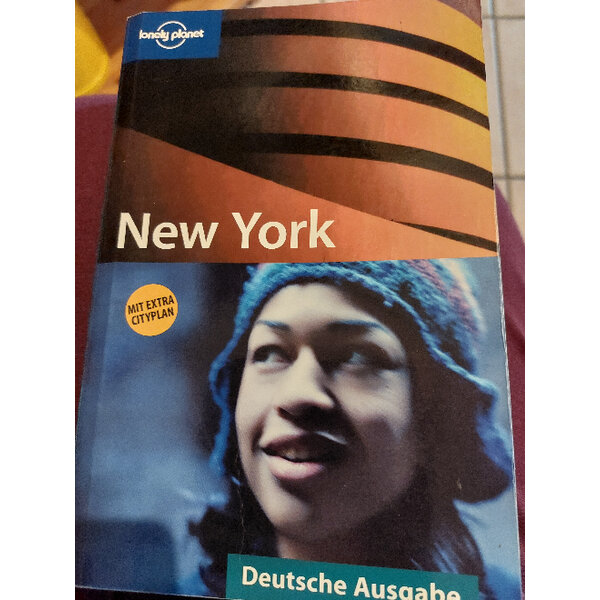 lonely planet
New York
MIT EXTRA
CITYPLAN
Deutsche Ausgabe